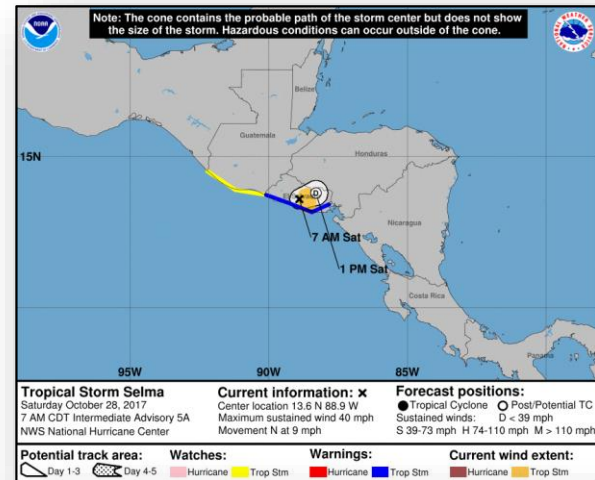 Note: The cone contains the probable path of the storm center but does not show
the size of the storm. Hazardous conditions can occur outside of the cone.
NOAA
Belize
Guatemala
15N
Honduras
D
7 AM Sat
Nicaragua
1 PM Sat
Costa Rica
Panama
95W
90W
85W
Tropical Storm Selma
Saturday October 28, 2017
7 AM CDT Intermediate Advisory 5A
NWS National Hurricane Center
Current information: x
Center location 13.6 N 88.9 W
Maximum sustained wind 40 mph
Movement N at 9 mph
Forecast positions:
Tropical Cyclone Post/Potential TC
Sustained winds: D < 39 mph
S 39-73 mph H 74-110 mph M > 110 mph
Potential track area:
Day 1-3 Day 4-5
Watches:
Hurricane Trop Stm
Warnings:
Hurricane Trop Stm
Current wind extent:
Hurricane Trop Stm